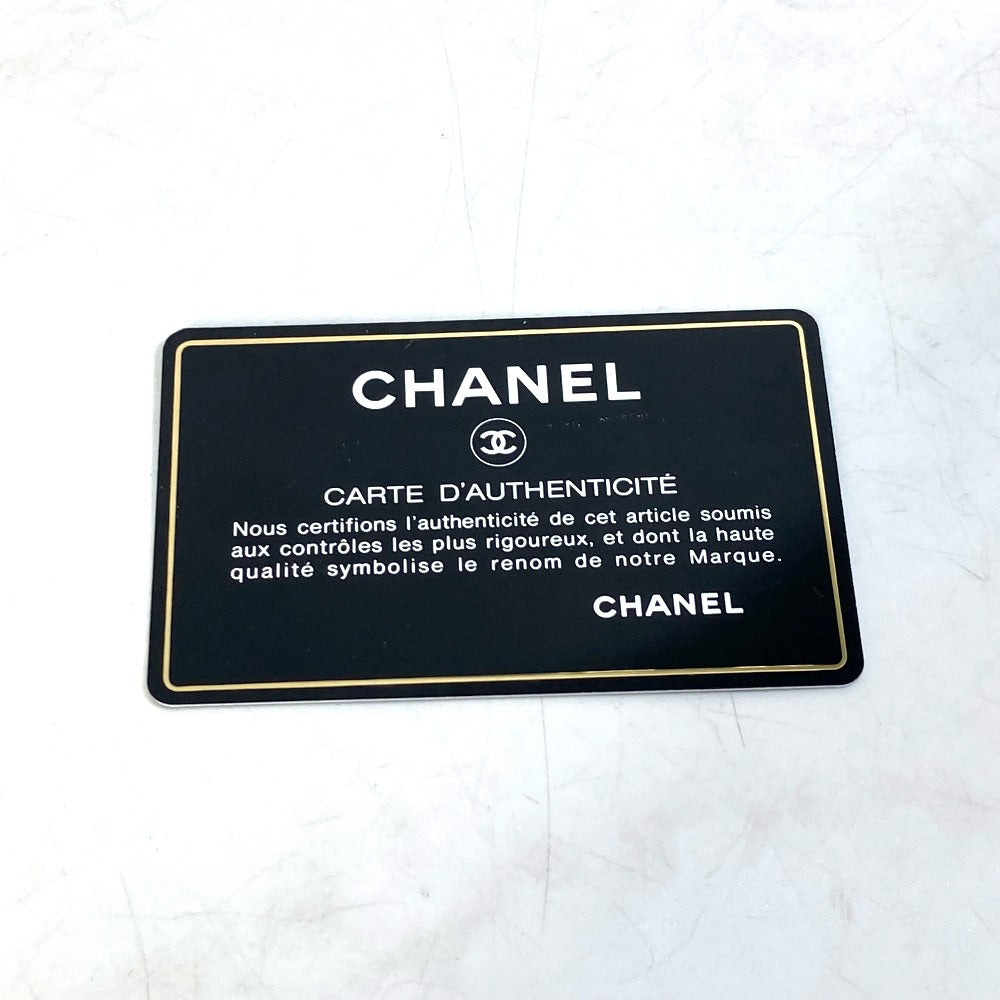 CHANEL
CARTE D'AUTHENTICITÉ
Nous certifions l'authenticité de cet article soumis
aux contrôles les plus rigoureux, et dont la haute
qualité symbolise le renom de notre Marque.
CHANEL